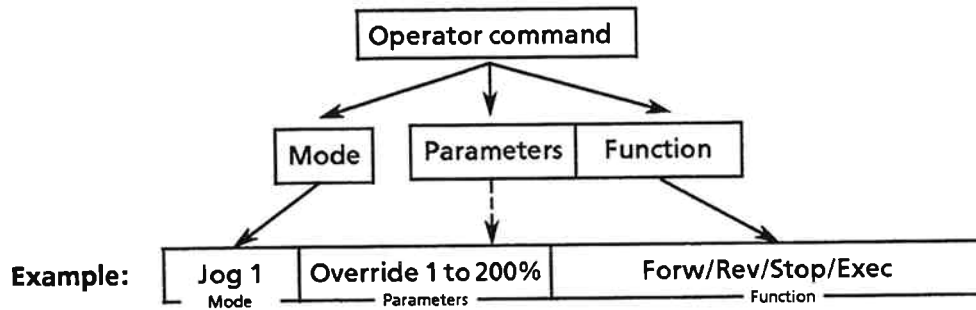 Operator command
Mode Parameters Function
Example: Jog 1 Override 1 to 200% Forw/Rev/Stop/Exec
Mode Parameters Function